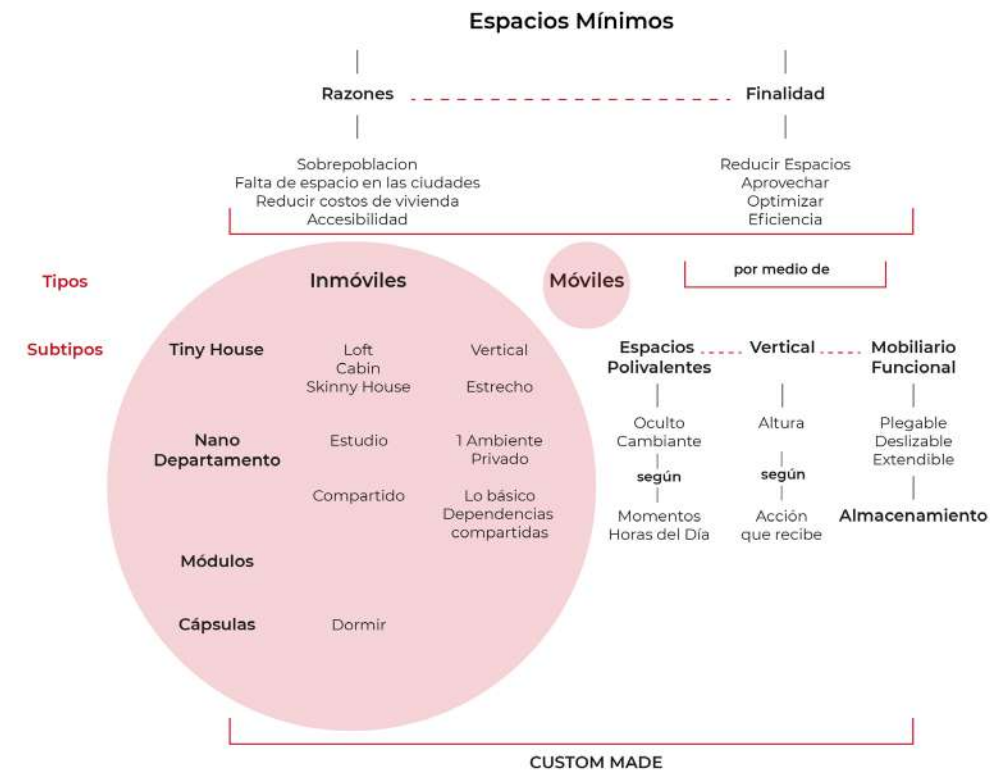 Espacios Mínimos
Razones
Finalidad
Sobrepoblacion
Falta de espacio en las ciudades
Reducir costos de vivienda
Accesibilidad
Reducir Espacios
Aprovechar
Optimizar
Eficiencia
Tipos
Inmóviles
Móviles
por medio de
Subtipos
Tiny House
Loft
Cabin
Skinny House
Vertical
Estrecho
Nano
Departamento
Estudio
1 Ambiente
Privado
Compartido
Lo básico
Dependencias
compartidas
Módulos
Cápsulas
Dormir
Espacios
Polivalentes
Vertical
Mobiliario
Funcional
Oculto
Cambiante
según
Momentos
Horas del Día
Altura
según
Acción
que recibe
Plegable
Deslizable
Extendible
Almacenamiento
CUSTOM MADE